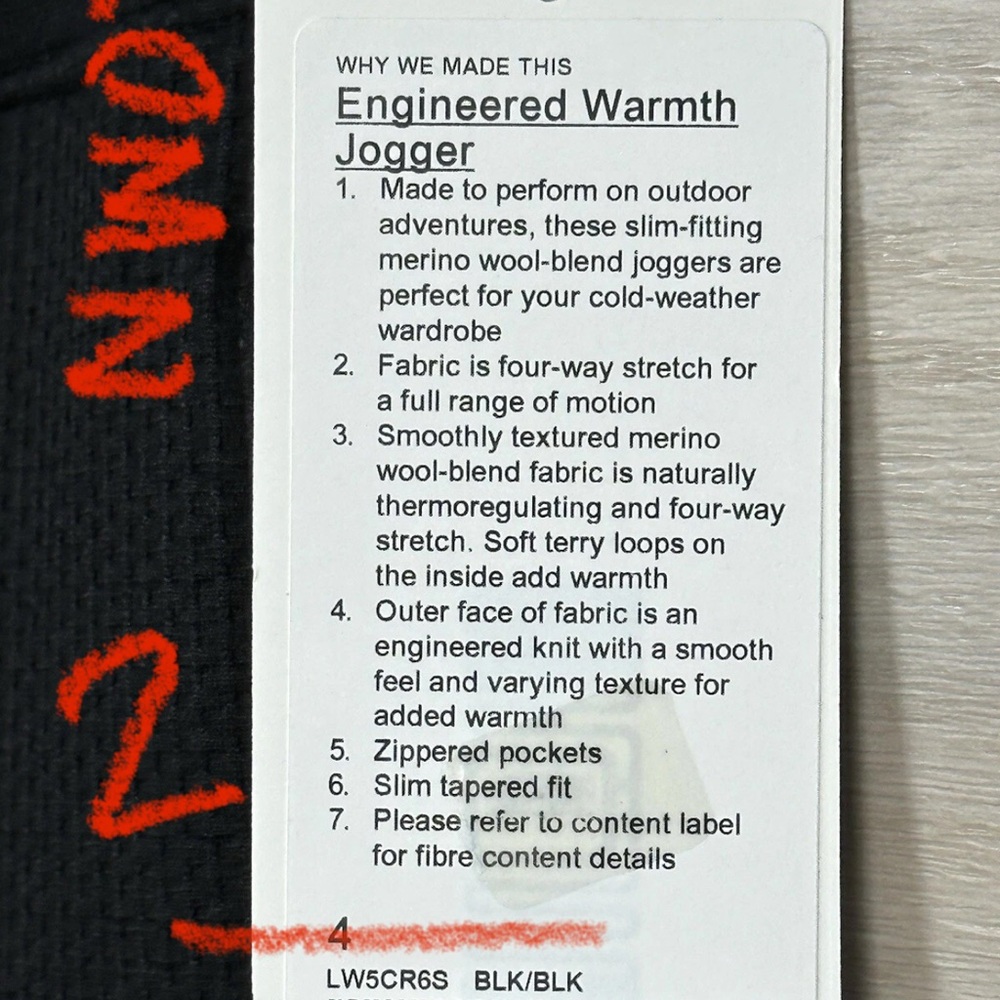 WHY WE MADE THIS
Engineered Warmth
Jogger
1. Made to perform on outdoor
adventures, these slim-fitting
merino wool-blend joggers are
perfect for your cold-weather
wardrobe
2. Fabric is four-way stretch for
a full range of motion
3. Smoothly textured merino
wool-blend fabric is naturally
thermoregulating and four-way
stretch. Soft terry loops on
the inside add warmth
4. Outer face of fabric is an
engineered knit with a smooth
feel and varying texture for
added warmth
5. Zippered pockets
6. Slim tapered fit
7. Please refer to content label
for fibre content details
4
LW5CR6S BLK/BLK
2